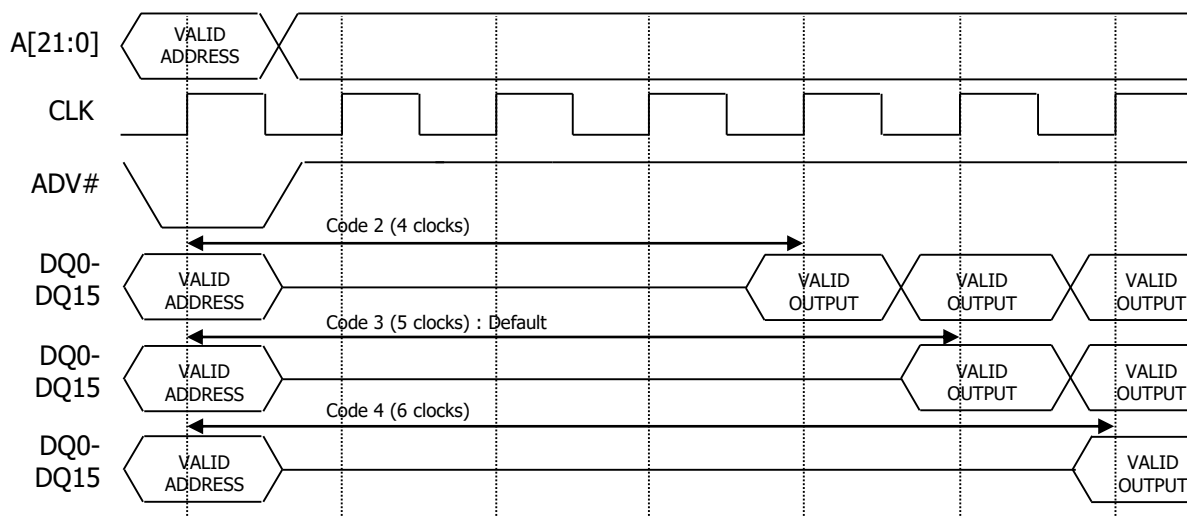 A[21:0]
VALID
ADDRESS
CLK
ADV#
Code 2 (4 clocks)
DQ0-
DQ15
VALID
ADDRESS
VALID
OUTPUT
VALID
OUTPUT
VALID
OUTPUT
Code 3 (5 clocks) : Default
DQ0-
DQ15
VALID
ADDRESS
VALID
OUTPUT
VALID
OUTPUT
Code 4 (6 clocks)
DQ0-
DQ15
VALID
ADDRESS
VALID
OUTPUT